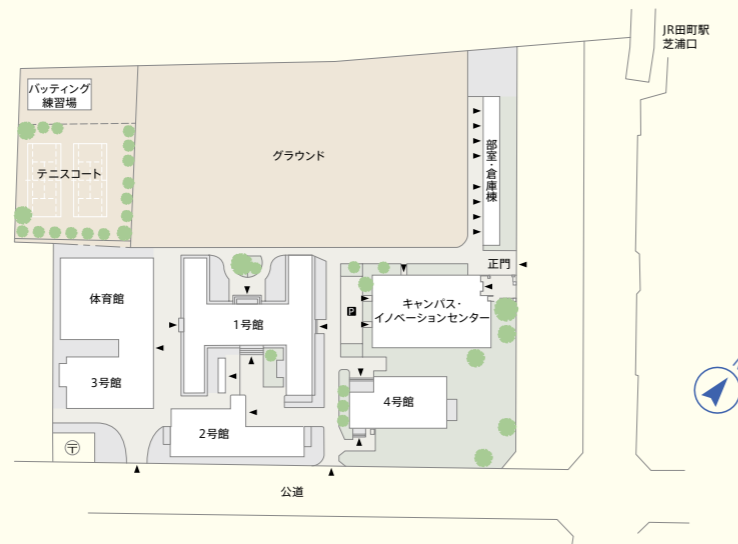 JR田町駅
芝浦口
バッティング
練習場
テニスコート
グラウンド
部室・倉庫棟
正門
体育館
1号館
P
キャンパス・
イノベーションセンター
3号館
4号館
2号館
〒
公道